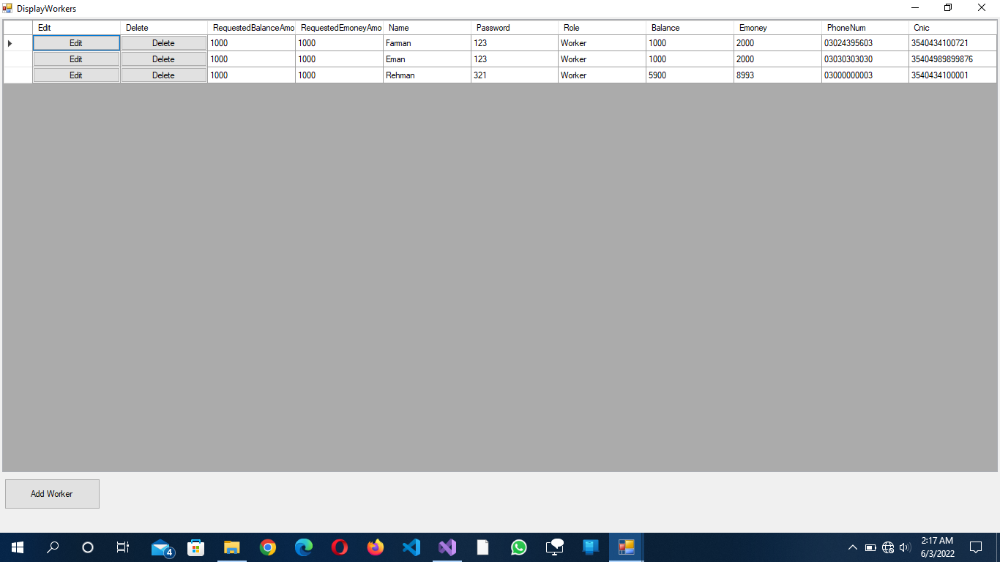 DisplayWorkers
Edit Delete RequestedBalanceAmo RequestedEmoneyAmo Name Password Role Balance Emoney PhoneNum Cnic
Edit Delete 1000 1000 Farman 123 Worker 1000 2000 03024395603 3540434100721
Edit Delete 1000 1000 Eman 123 Worker 1000 2000 03030303030 35404989899876
Edit Delete 1000 1000 Rehman 321 Worker 5900 8993 03000000003 3540434100001
Add Worker
4
2:17 AM
6/3/2022